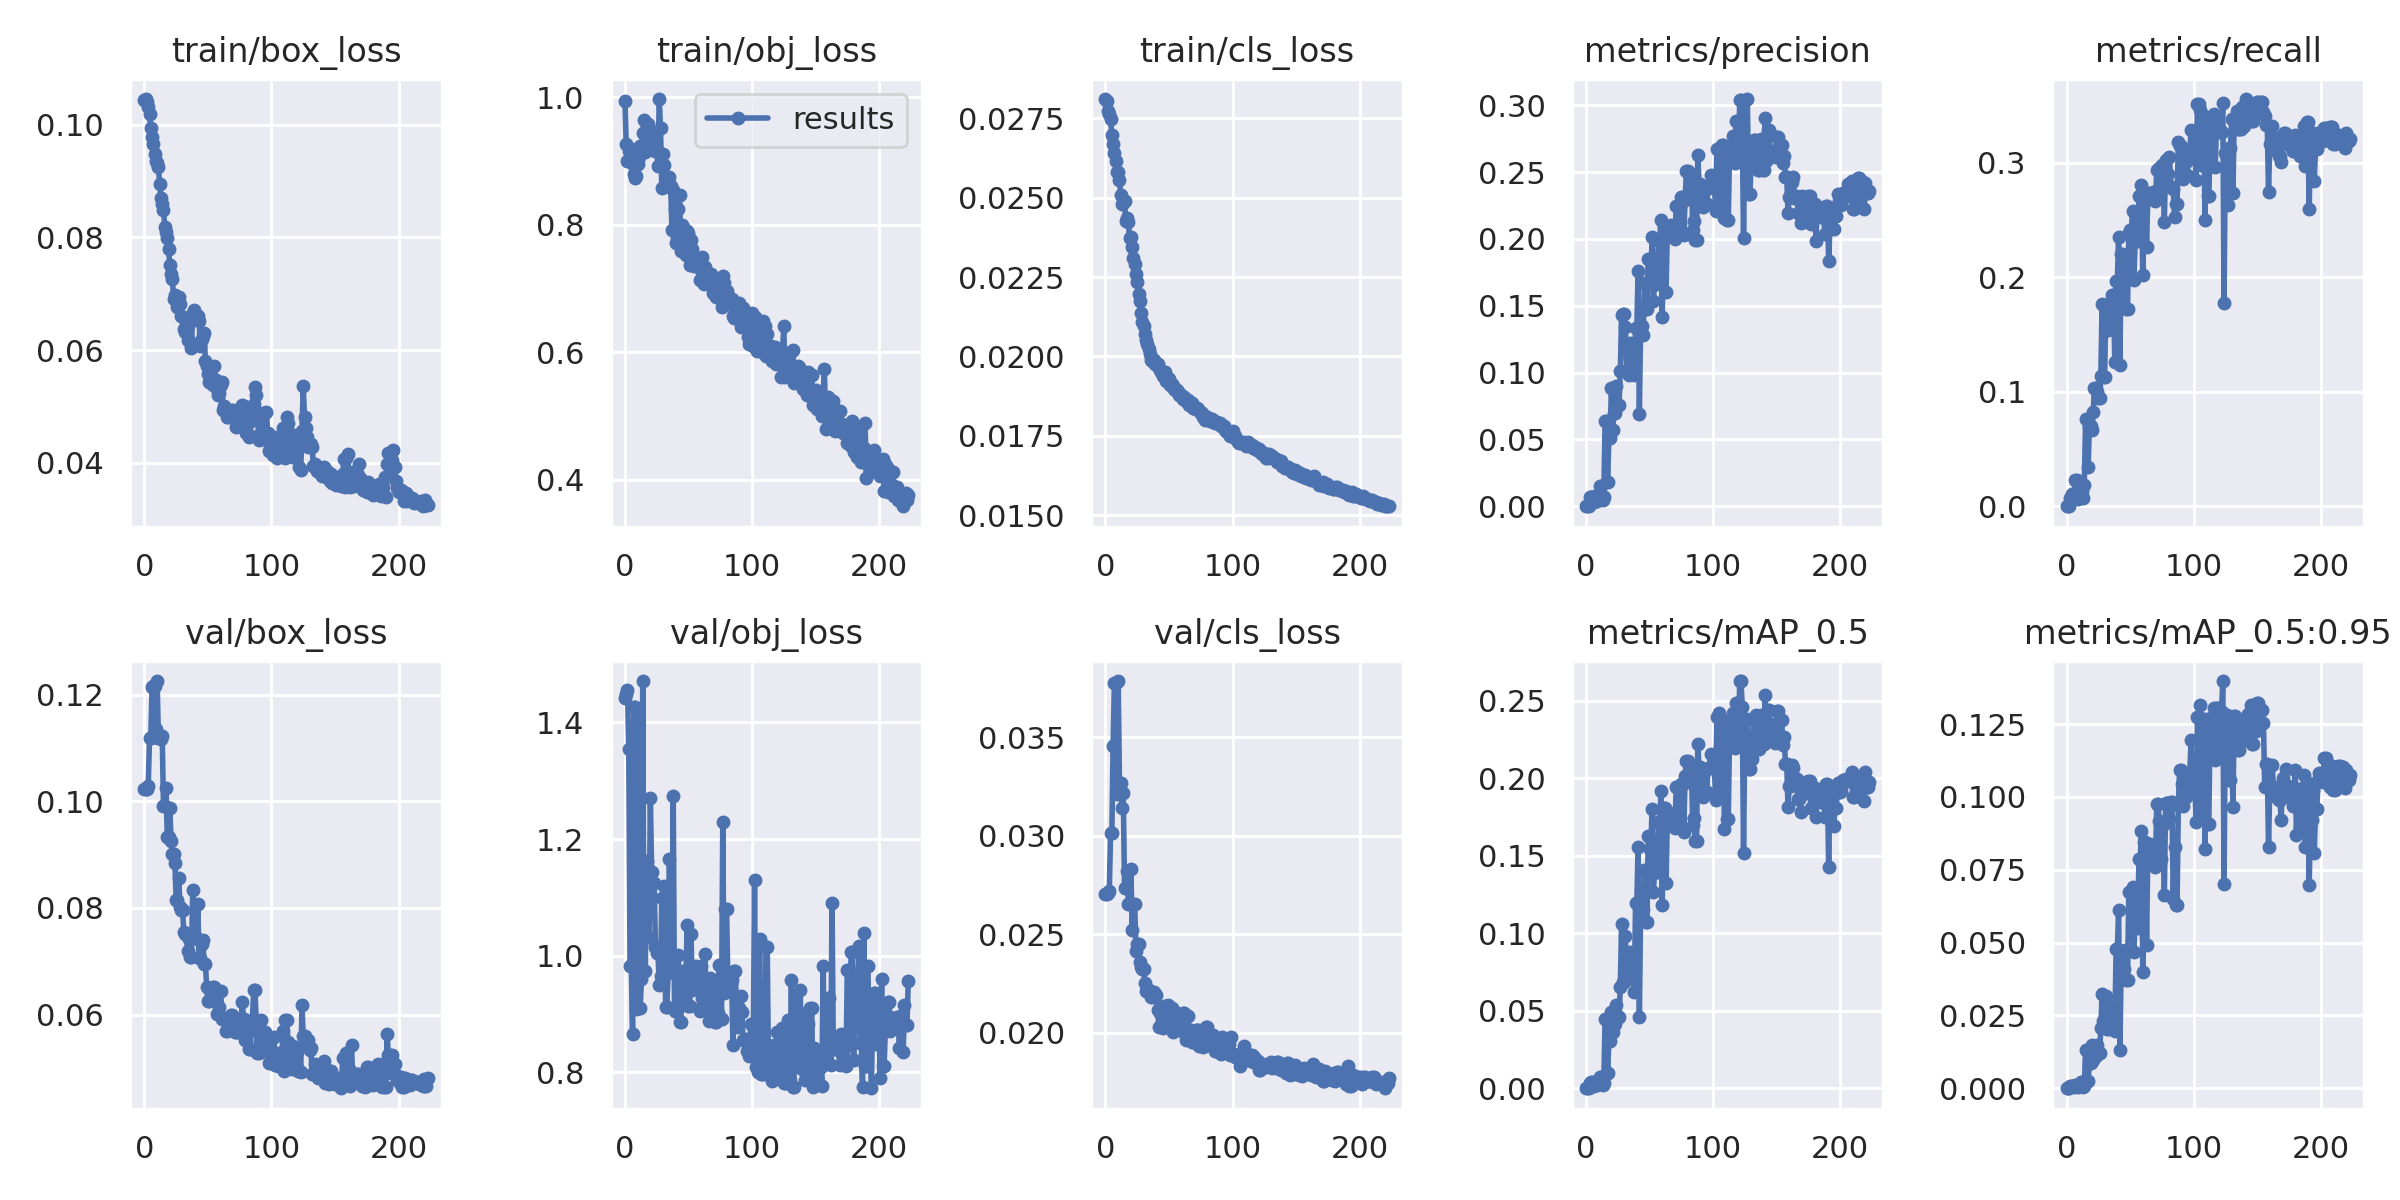 train/box_loss
0.10
0.08
0.06
0.04
0 100 200
train/obj_loss
results
1.0
0.8
0.6
0.4
0 100 200
train/cls_loss
0.0275
0.0250
0.0225
0.0200
0.0175
0.0150
0 100 200
metrics/precision
0.30
0.25
0.20
0.15
0.10
0.05
0.00
0 100 200
metrics/recall
0.3
0.2
0.1
0.0
0 100 200
val/box_loss
0.12
0.10
0.08
0.06
0 100 200
val/obj_loss
1.4
1.2
1.0
0.8
0 100 200
val/cls_loss
0.035
0.030
0.025
0.020
0 100 200
metrics/mAP_0.5
0.25
0.20
0.15
0.10
0.05
0.00
0 100 200
metrics/mAP_0.5:0.95
0.125
0.100
0.075
0.050
0.025
0.000
0 100 200